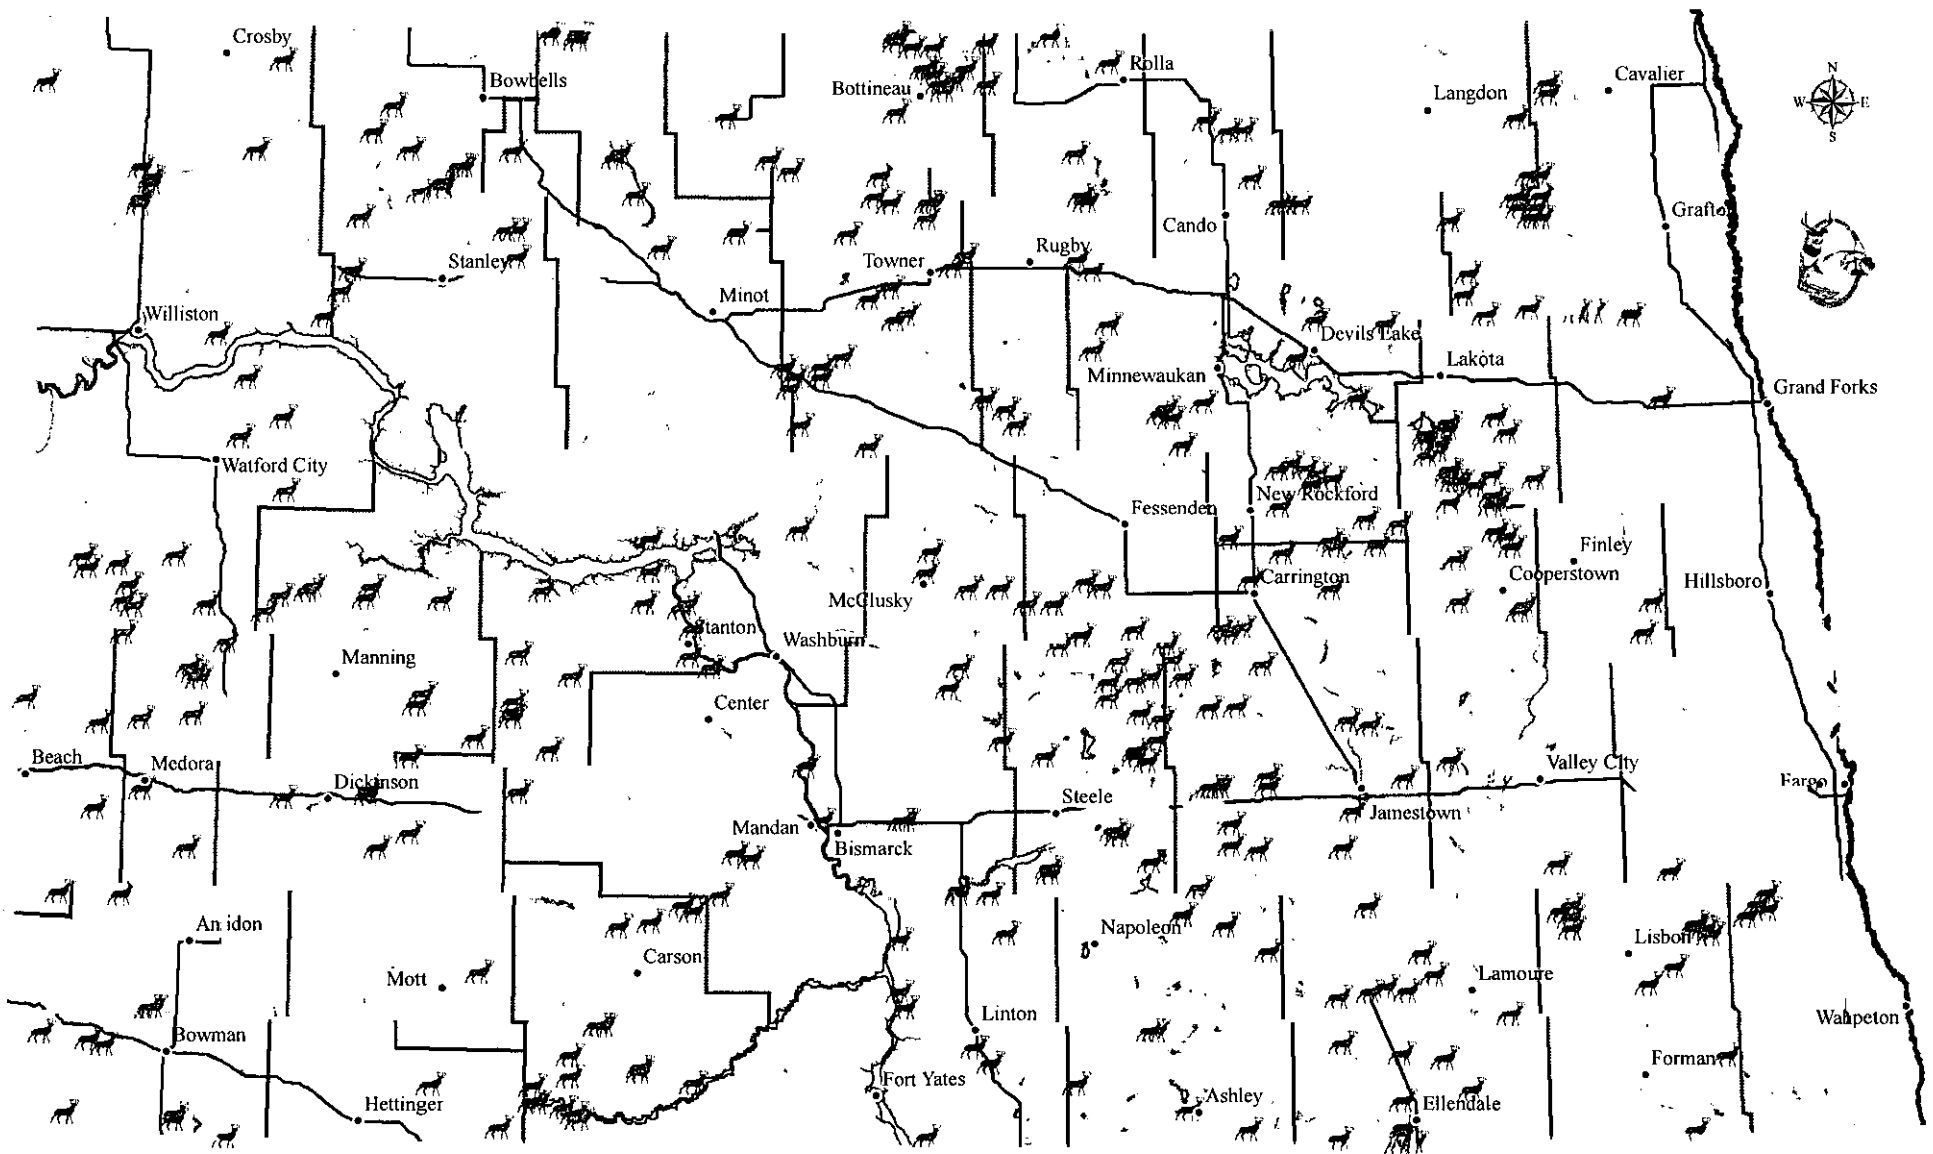 Crosby
Bowbells
Bottineau
Rolla
Langdon
Cavalier
N
W E
S
Cando
Grafton
Stanley
Towner
Rugby
Minot
Williston
Devils Lake
Lakota
Minnewaukan
Grand Forks
Watford City
New Rockford
Fessenden
Finley
Cooperstown
Carrington
Hillsboro
McClusky
Stanton
Washburn
Manning
Center
Beach
Medora
Dickinson
Valley City
Fargo
Steele
Jamestown
Mandan
Bismarck
Amidon
Napoleon
Lisbon
Carson
Mott
Lamoure
Linton
Wahpeton
Bowman
Forman
Fort Yates
Hettinger
Ashley
Ellendale